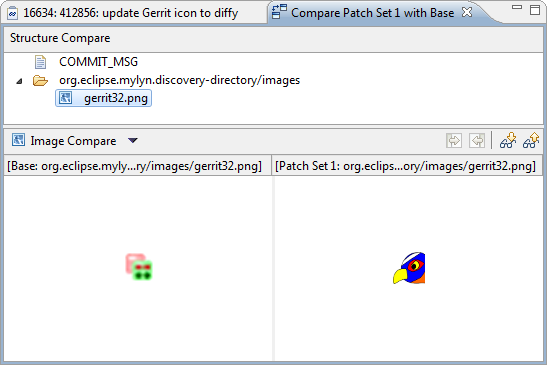 16634: 412856: update Gerrit icon to diffy
Compare Patch Set 1 with Base
Structure Compare
COMMIT_MSG
org.eclipse.mylyn.discovery-directory/images
gerrit32.png
Image Compare
[Base: org.eclipse.myly...ry/images/gerrit32.png]
[Patch Set 1: org.eclips...ory/images/gerrit32.png]